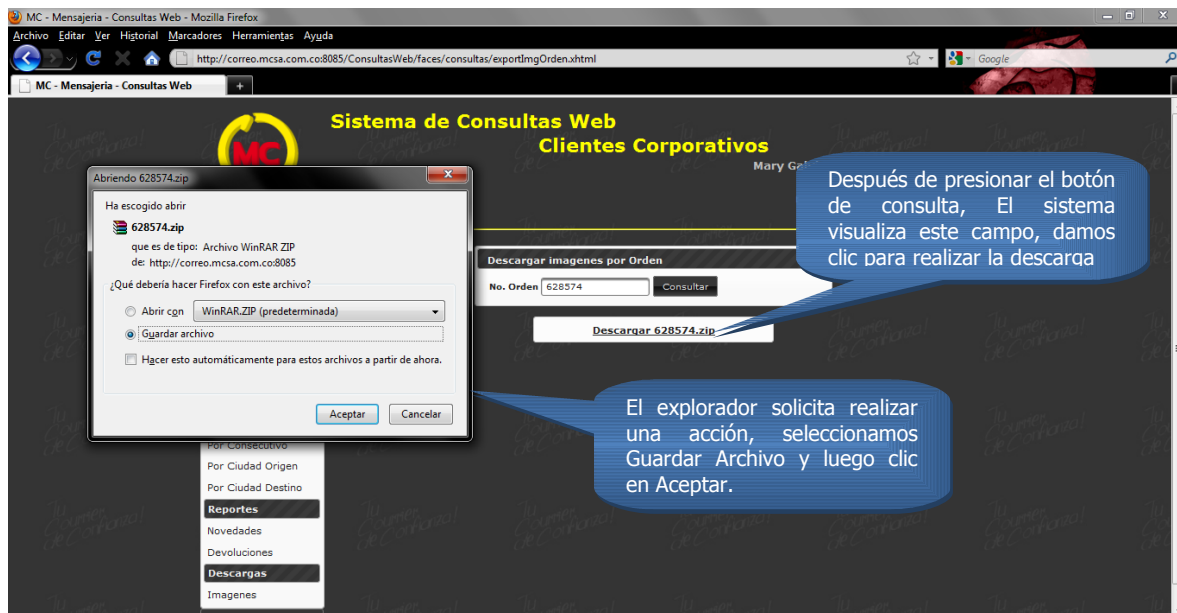 MC - Mensajeria - Consultas Web - Mozilla Firefox
Archivo Editar Ver Historial Marcadores Herramientas Ayuda
http://correo.mcsa.com.co:8085/ConsultasWeb/faces/consultas/exportImgOrden.xhtml
Google
MC - Mensajeria - Consultas Web
Sistema de Consultas Web
Clientes Corporativos
MC
Mary
Después de presionar el botón
de consulta, El sistema
visualiza este campo, damos
clic para realizar la descarga
Abriendo 628574.zip
Ha escogido abrir
628574.zip
que es de tipo: Archivo WinRAR ZIP
de: http://correo.mcsa.com.co:8085
¿Qué debería hacer Firefox con este archivo?
Abrir con WinRAR.ZIP (predeterminada)
Guardar archivo
Hacer esto automáticamente para estos archivos a partir de ahora.
Aceptar Cancelar
Descargar imagenes por Orden
No. Orden 628574 Consultar
Descargar 628574.zip
El explorador solicita realizar
una acción, seleccionamos
Guardar Archivo y luego clic
en Aceptar.
Por Consecutivo
Por Ciudad Origen
Por Ciudad Destino
Reportes
Novedades
Devoluciones
Descargas
Imagenes